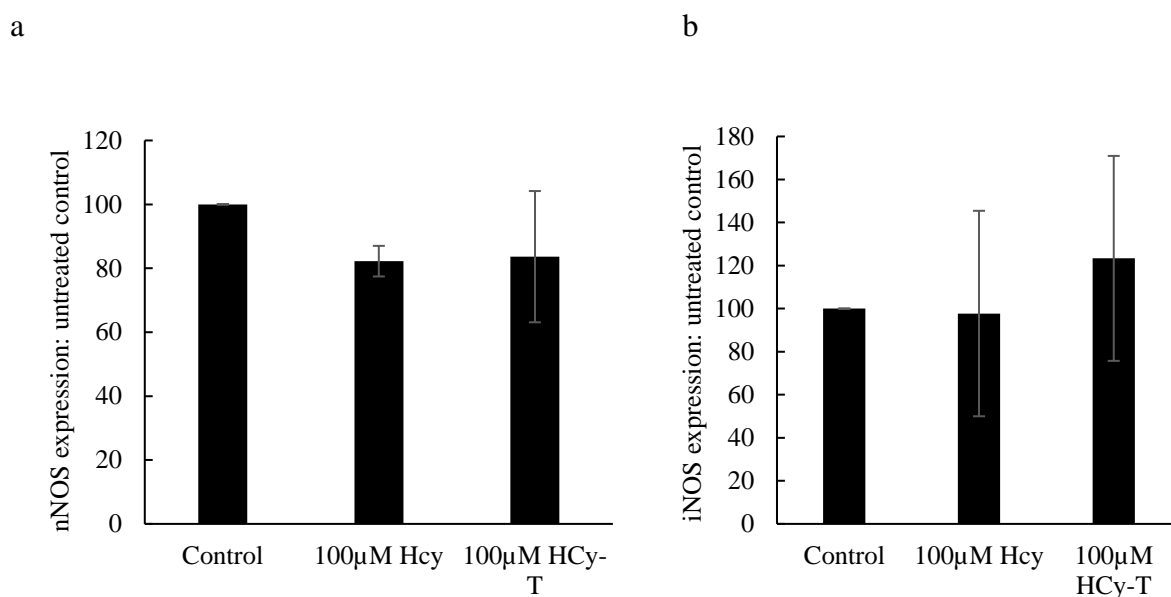 a
nNOS expression: untreated control
120
100
80
60
40
20
0
Control
100µM Hcy
100µM HCy-
T
b
iNOS expression: untreated control
180
160
140
120
100
80
60
40
20
0
Control
100µM Hcy
100µM
HCy-T